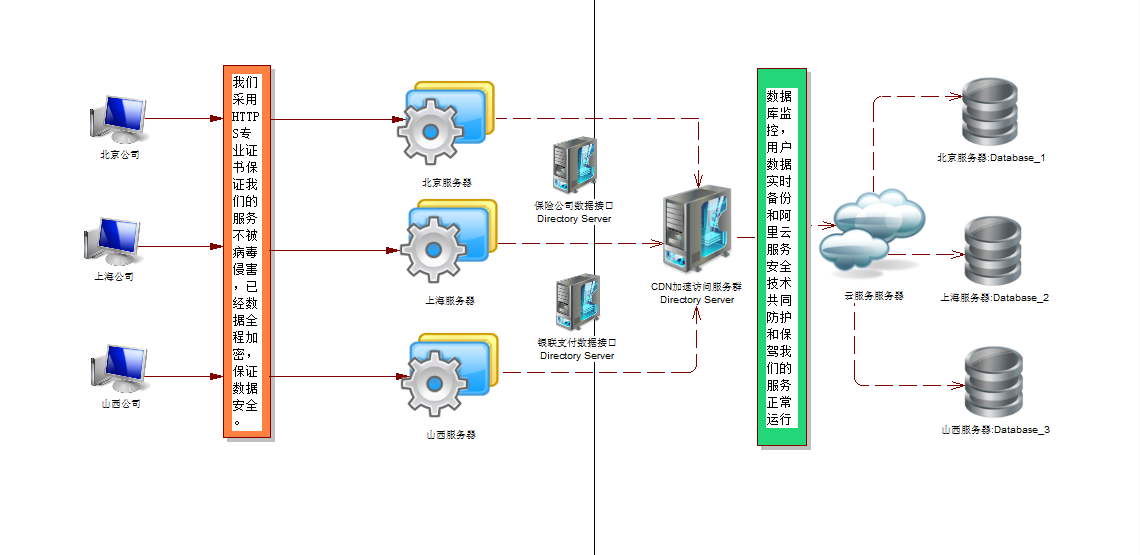 北京公司
上海公司
山西公司
我们
采用
HTTP
S专
业证
书保
证我
们的
服务
不被
病毒
侵害
,已
经数
据全
程加
密,
保证
数据
安全
。
北京服务器
上海服务器
山西服务器
保险公司数据接口
Directory Server
银联支付数据接口
Directory Server
CDN加速访问服务群
Directory Server
数据
库监
控,
用户
数据
实时
备份
和阿
里云
服务
安全
技术
共同
防护
和保
驾我
们的
服务
正常
运行
云服务服务器
北京服务器:Database_1
上海服务器:Database_2
山西服务器:Database_3